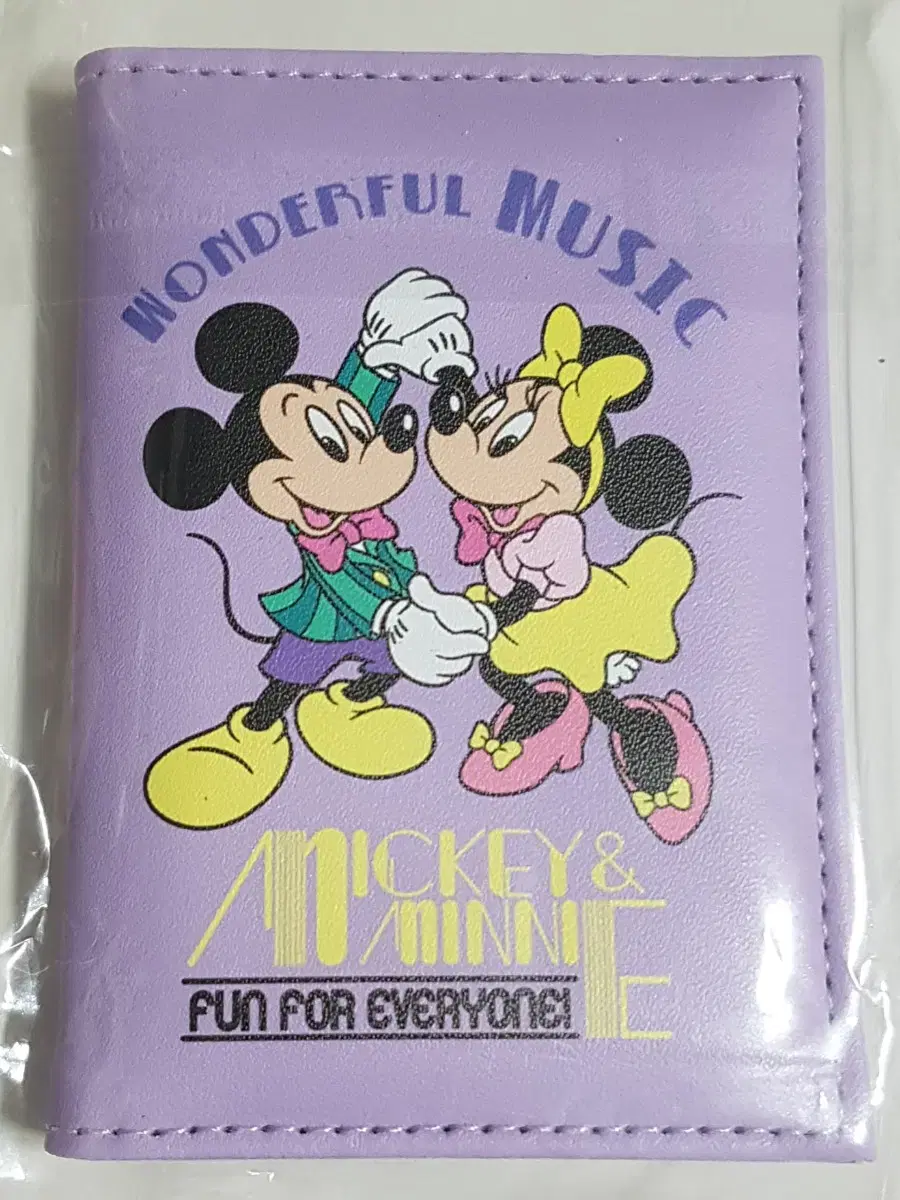 WONDERFUL MUSIC
MICKEY &
MINNIE
FUN FOR EVERYONE!